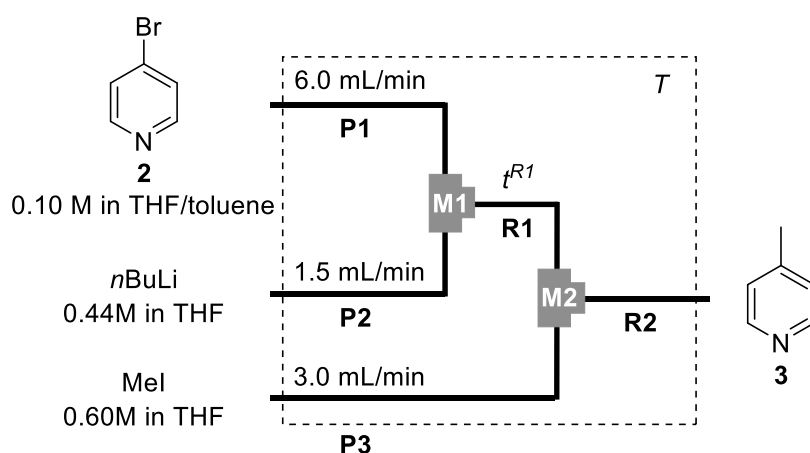 Br
N
2
0.10 M in THF/toluene
6.0 mL/min
P1
T
M1
tR1
R1
nBuLi
0.44M in THF
1.5 mL/min
P2
M2
R2
MeI
0.60M in THF
3.0 mL/min
P3
N
3